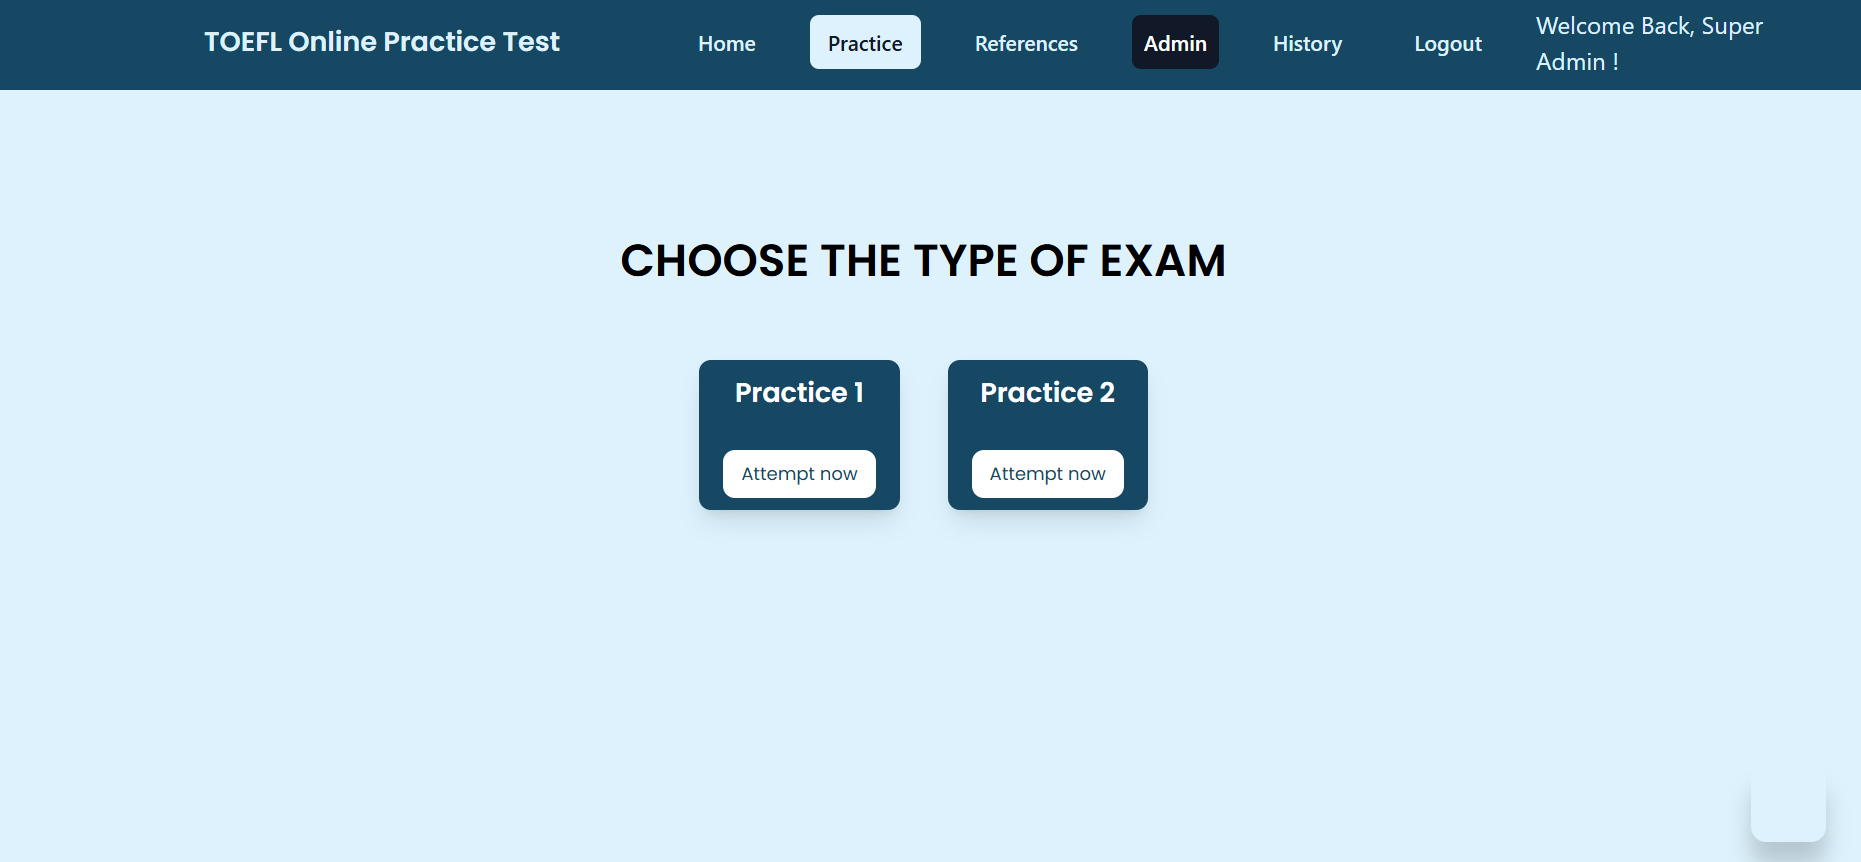 TOEFL Online Practice Test
Home
Practice
References
Admin
History
Logout
Welcome Back, Super
Admin !
CHOOSE THE TYPE OF EXAM
Practice 1
Attempt now
Practice 2
Attempt now